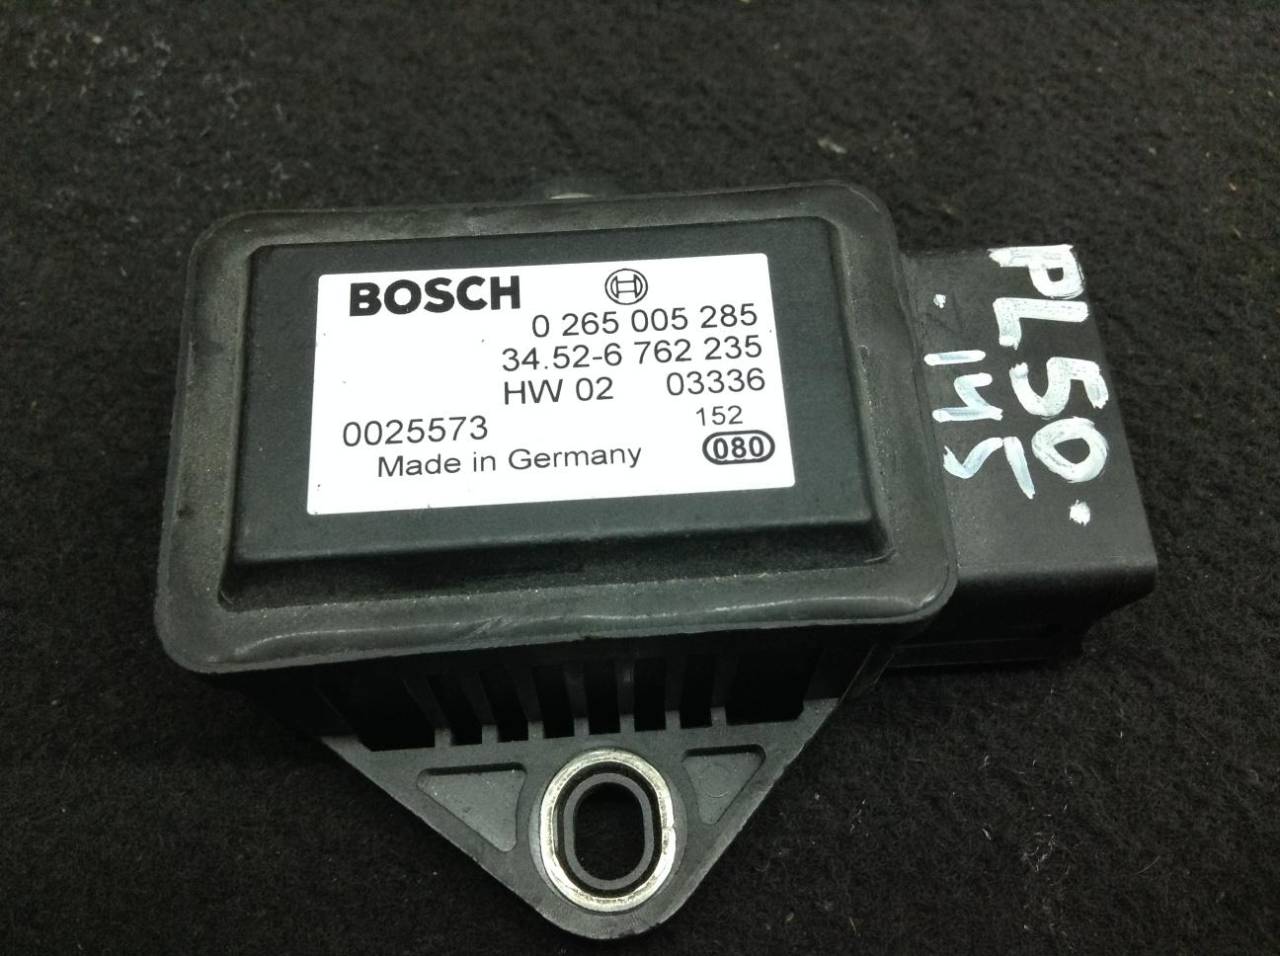 BOSCH
0 265 005 285
34.52-6 762 235
HW 02 03336
0025573 152
Made in Germany 080
PL50.